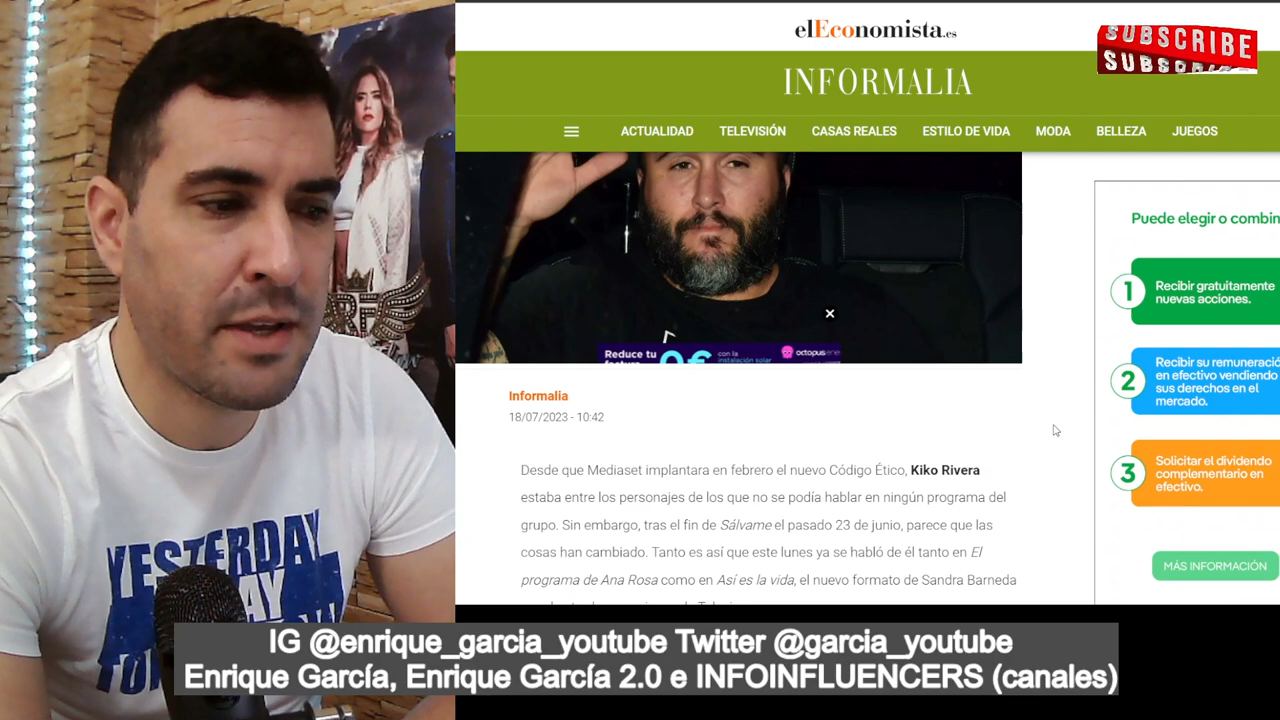 elEconomista.es
INFORMALIA
SUBSCRIBE
ACTUALIDAD TELEVISIÓN CASAS REALES ESTILO DE VIDA MODA BELLEZA JUEGOS
Reduce tu
0€
con la
instalación solar
octopus
Informalia
18/07/2023 - 10:42
Desde que Mediaset implantara en febrero el nuevo Código Ético, Kiko Rivera
estaba entre los personajes de los que no se podía hablar en ningún programa del
grupo. Sin embargo, tras el fin de Sálvame el pasado 23 de junio, parece que las
cosas han cambiado. Tanto es así que este lunes ya se habló de él tanto en El
programa de Ana Rosa como en Así es la vida, el nuevo formato de Sandra Barneda
Puede elegir o combin
1
Recibir gratuitamente
nuevas acciones.
2
Recibir su remuneració
en efectivo vendiendo
sus derechos en el
mercado.
3
Solicitar el dividendo
complementario en
efectivo.
MÁS INFORMACIÓN
RF
YESTERDAY
IG @enrique_garcia_youtube Twitter @garcia_youtube
Enrique García, Enrique García 2.0 e INFOINFLUENCERS (canales)